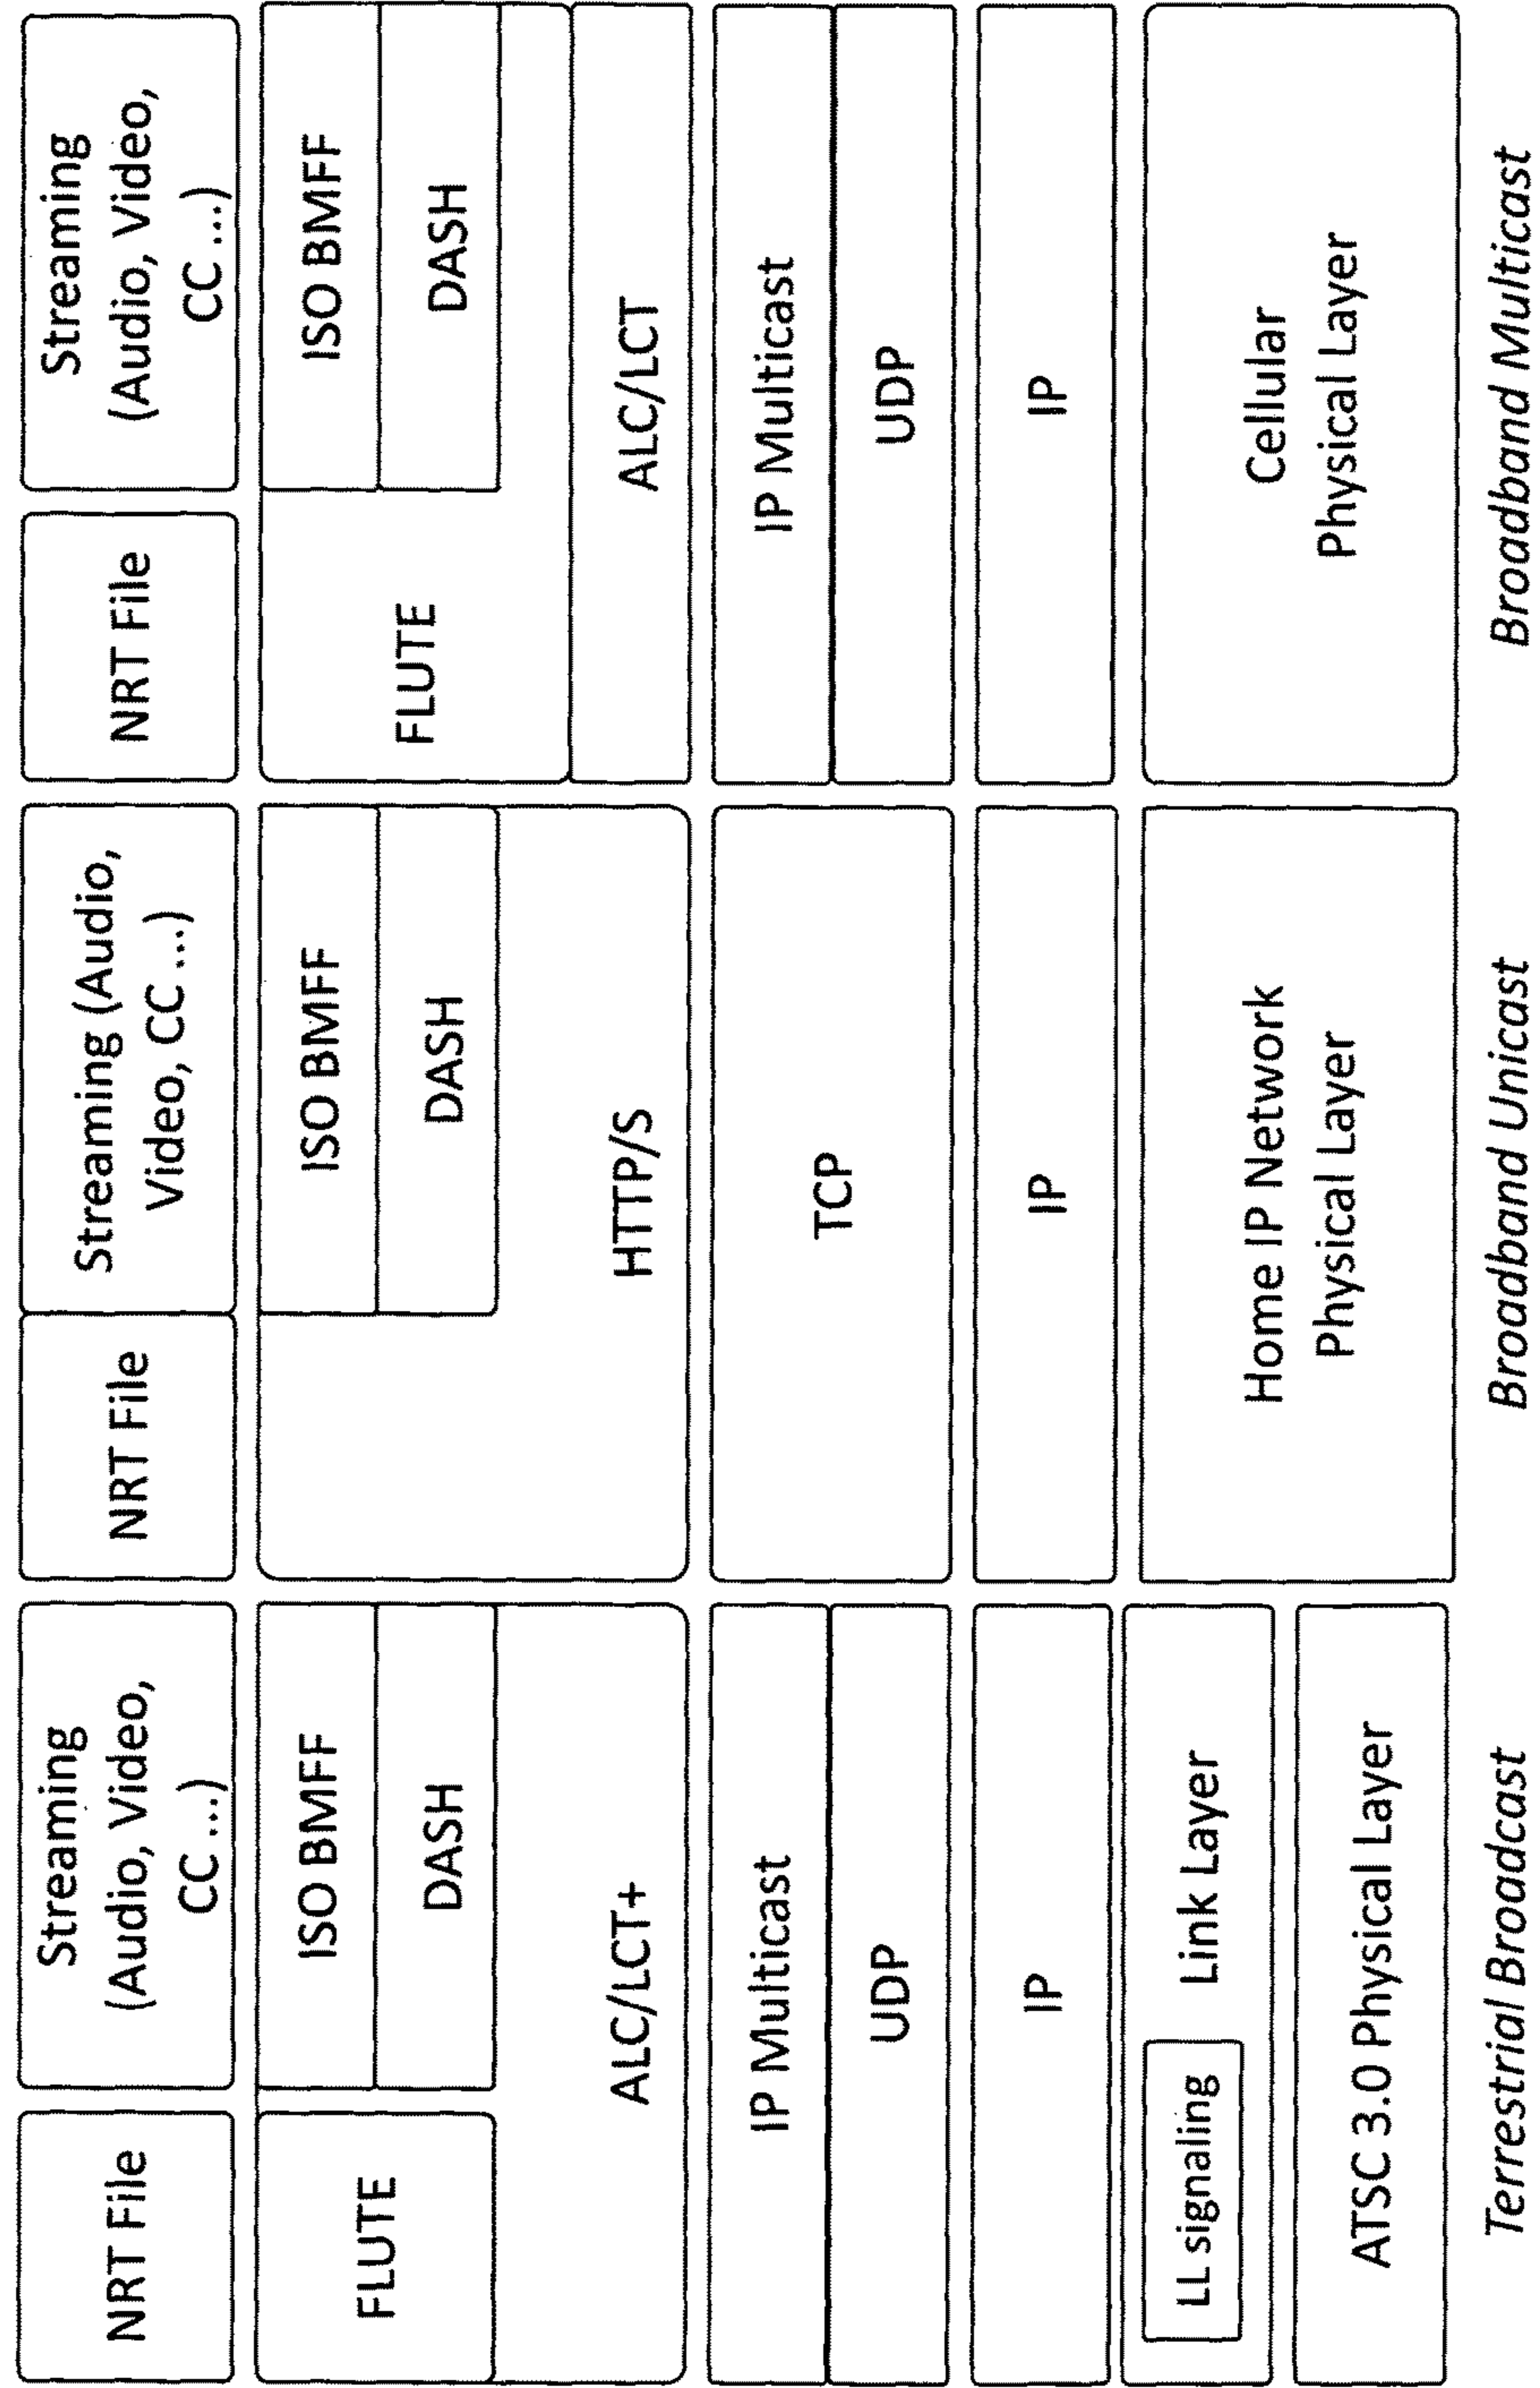 NRT File
Streaming
(Audio, Video,
CC ...)
FLUTE
ISO BMFF
DASH
ALC/LCT+
IP Multicast
UDP
IP
LL signaling
Link Layer
ATSC 3.0 Physical Layer
Terrestrial Broadcast
NRT File
Streaming (Audio,
Video, CC ...)
ISO BMFF
DASH
HTTP/S
TCP
IP
Home IP Network
Physical Layer
Broadband Unicast
NRT File
Streaming
(Audio, Video,
CC ...)
FLUTE
ISO BMFF
DASH
ALC/LCT
IP Multicast
UDP
IP
Cellular
Physical Layer
Broadband Multicast